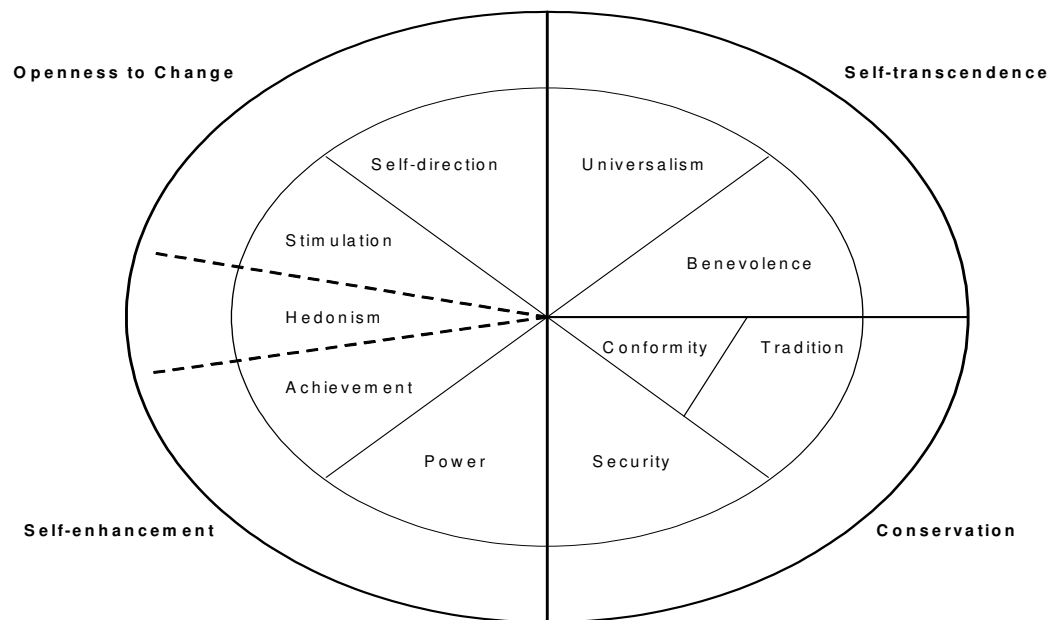 Openness to Change
Self-transcendence
Self-direction
Universalism
Stimulation
Benevolence
Hedonism
Conformity
Tradition
Achievement
Power
Security
Self-enhancement
Conservation